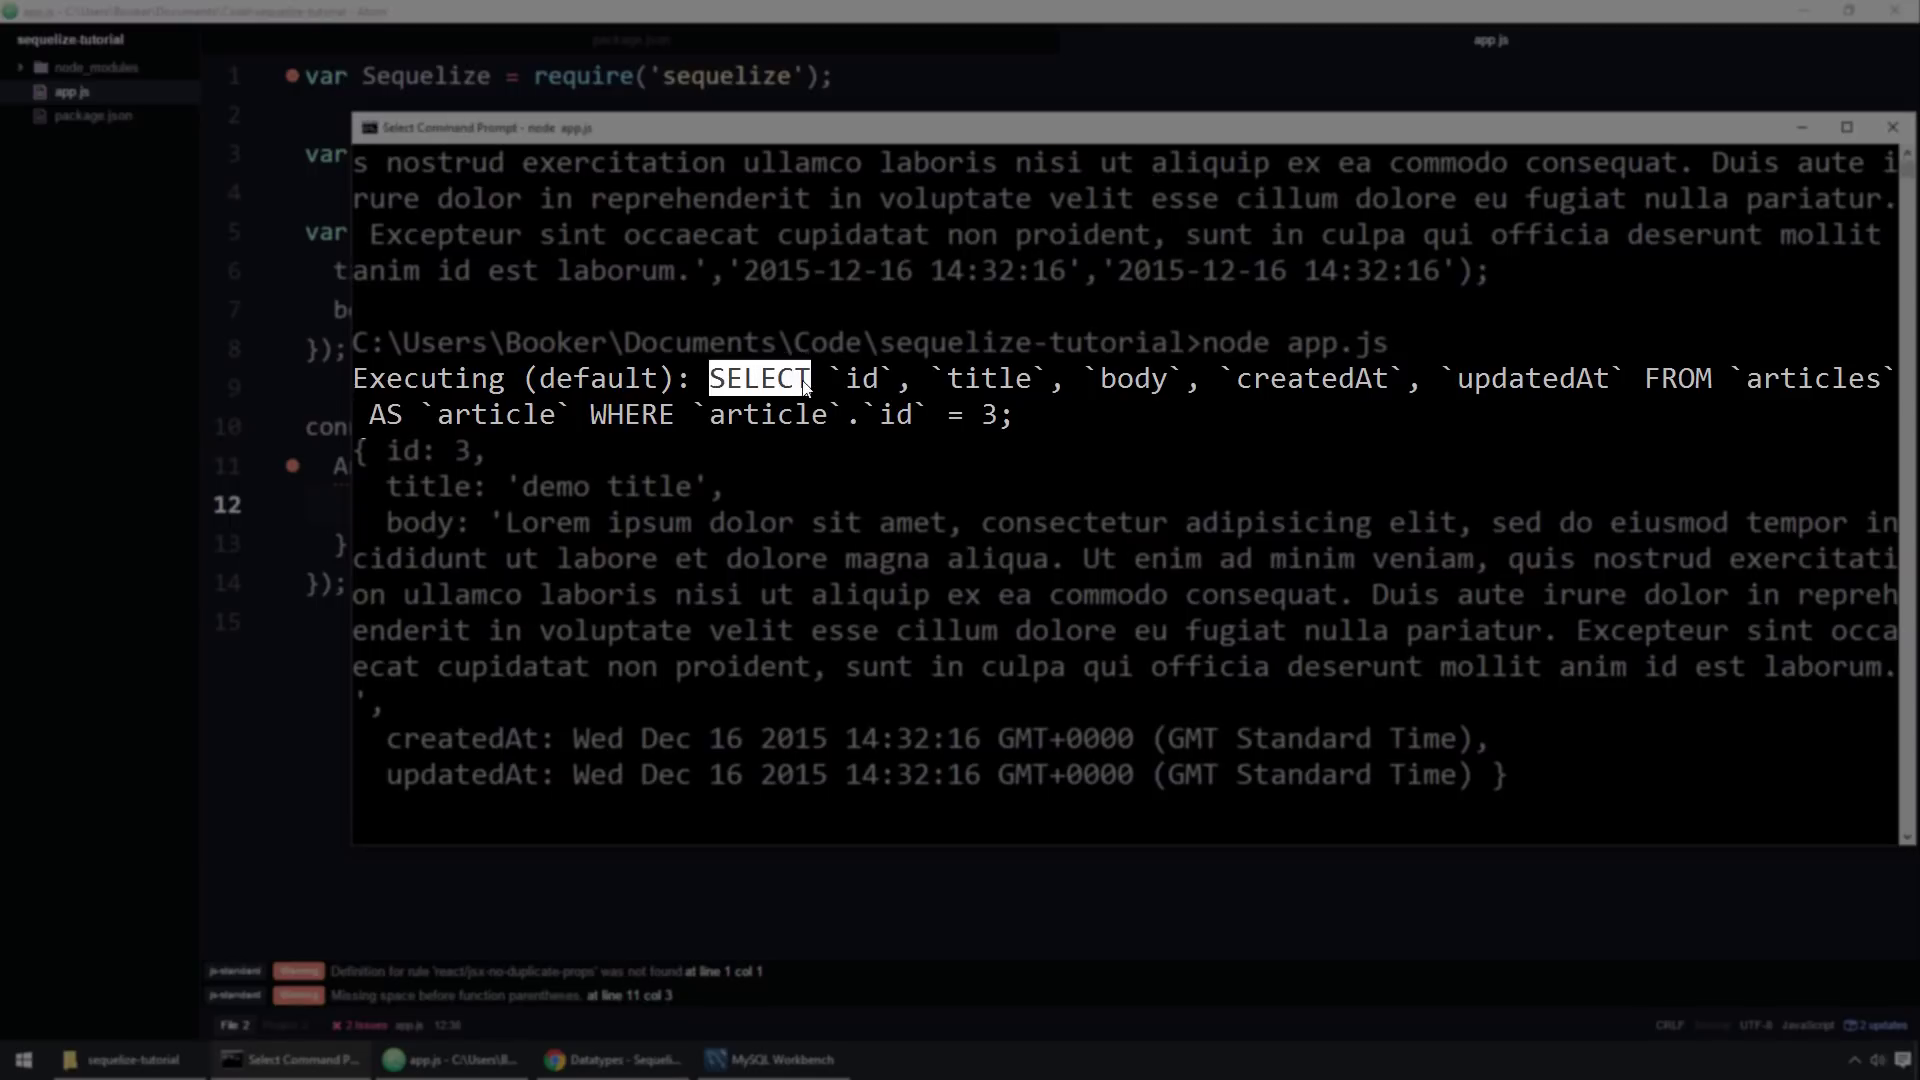 app.js - C:\Users\Booker\Documents\Code\sequelize-tutorial - Atom
sequelize-tutorial
package.json
app.js
node_modules
app.js
package.json
1 var Sequelize = require('sequelize');
2
3 var
4
5 var
6 t
7 b
8 });
9
10 con
11 A
12
13 }
14 });
15
Select Command Prompt - node app.js
s nostrud exercitation ullamco laboris nisi ut aliquip ex ea commodo consequat. Duis aute i
rure dolor in reprehenderit in voluptate velit esse cillum dolore eu fugiat nulla pariatur.
Excepteur sint occaecat cupidatat non proident, sunt in culpa qui officia deserunt mollit
anim id est laborum.','2015-12-16 14:32:16','2015-12-16 14:32:16');
C:\Users\Booker\Documents\Code\sequelize-tutorial>node app.js
Executing (default): SELECT `id`, `title`, `body`, `createdAt`, `updatedAt` FROM `articles`
AS `article` WHERE `article`.`id` = 3;
{ id: 3,
title: 'demo title',
body: 'Lorem ipsum dolor sit amet, consectetur adipisicing elit, sed do eiusmod tempor in
cididunt ut labore et dolore magna aliqua. Ut enim ad minim veniam, quis nostrud exercitati
on ullamco laboris nisi ut aliquip ex ea commodo consequat. Duis aute irure dolor in repreh
enderit in voluptate velit esse cillum dolore eu fugiat nulla pariatur. Excepteur sint occa
ecat cupidatat non proident, sunt in culpa qui officia deserunt mollit anim id est laborum.
',
createdAt: Wed Dec 16 2015 14:32:16 GMT+0000 (GMT Standard Time),
updatedAt: Wed Dec 16 2015 14:32:16 GMT+0000 (GMT Standard Time) }
js-standard Warning Definition for rule 'react/jsx-no-duplicate-props' was not found at line 1 col 1
js-standard Warning Missing space before function parentheses. at line 11 col 3
File 2 2 Issues app.js 12:38 CRLF UTF-8 JavaScript 2 updates
sequelize-tutorial Select Command P... app.js - C:\Users\B... Datatypes - Sequeli... MySQL Workbench